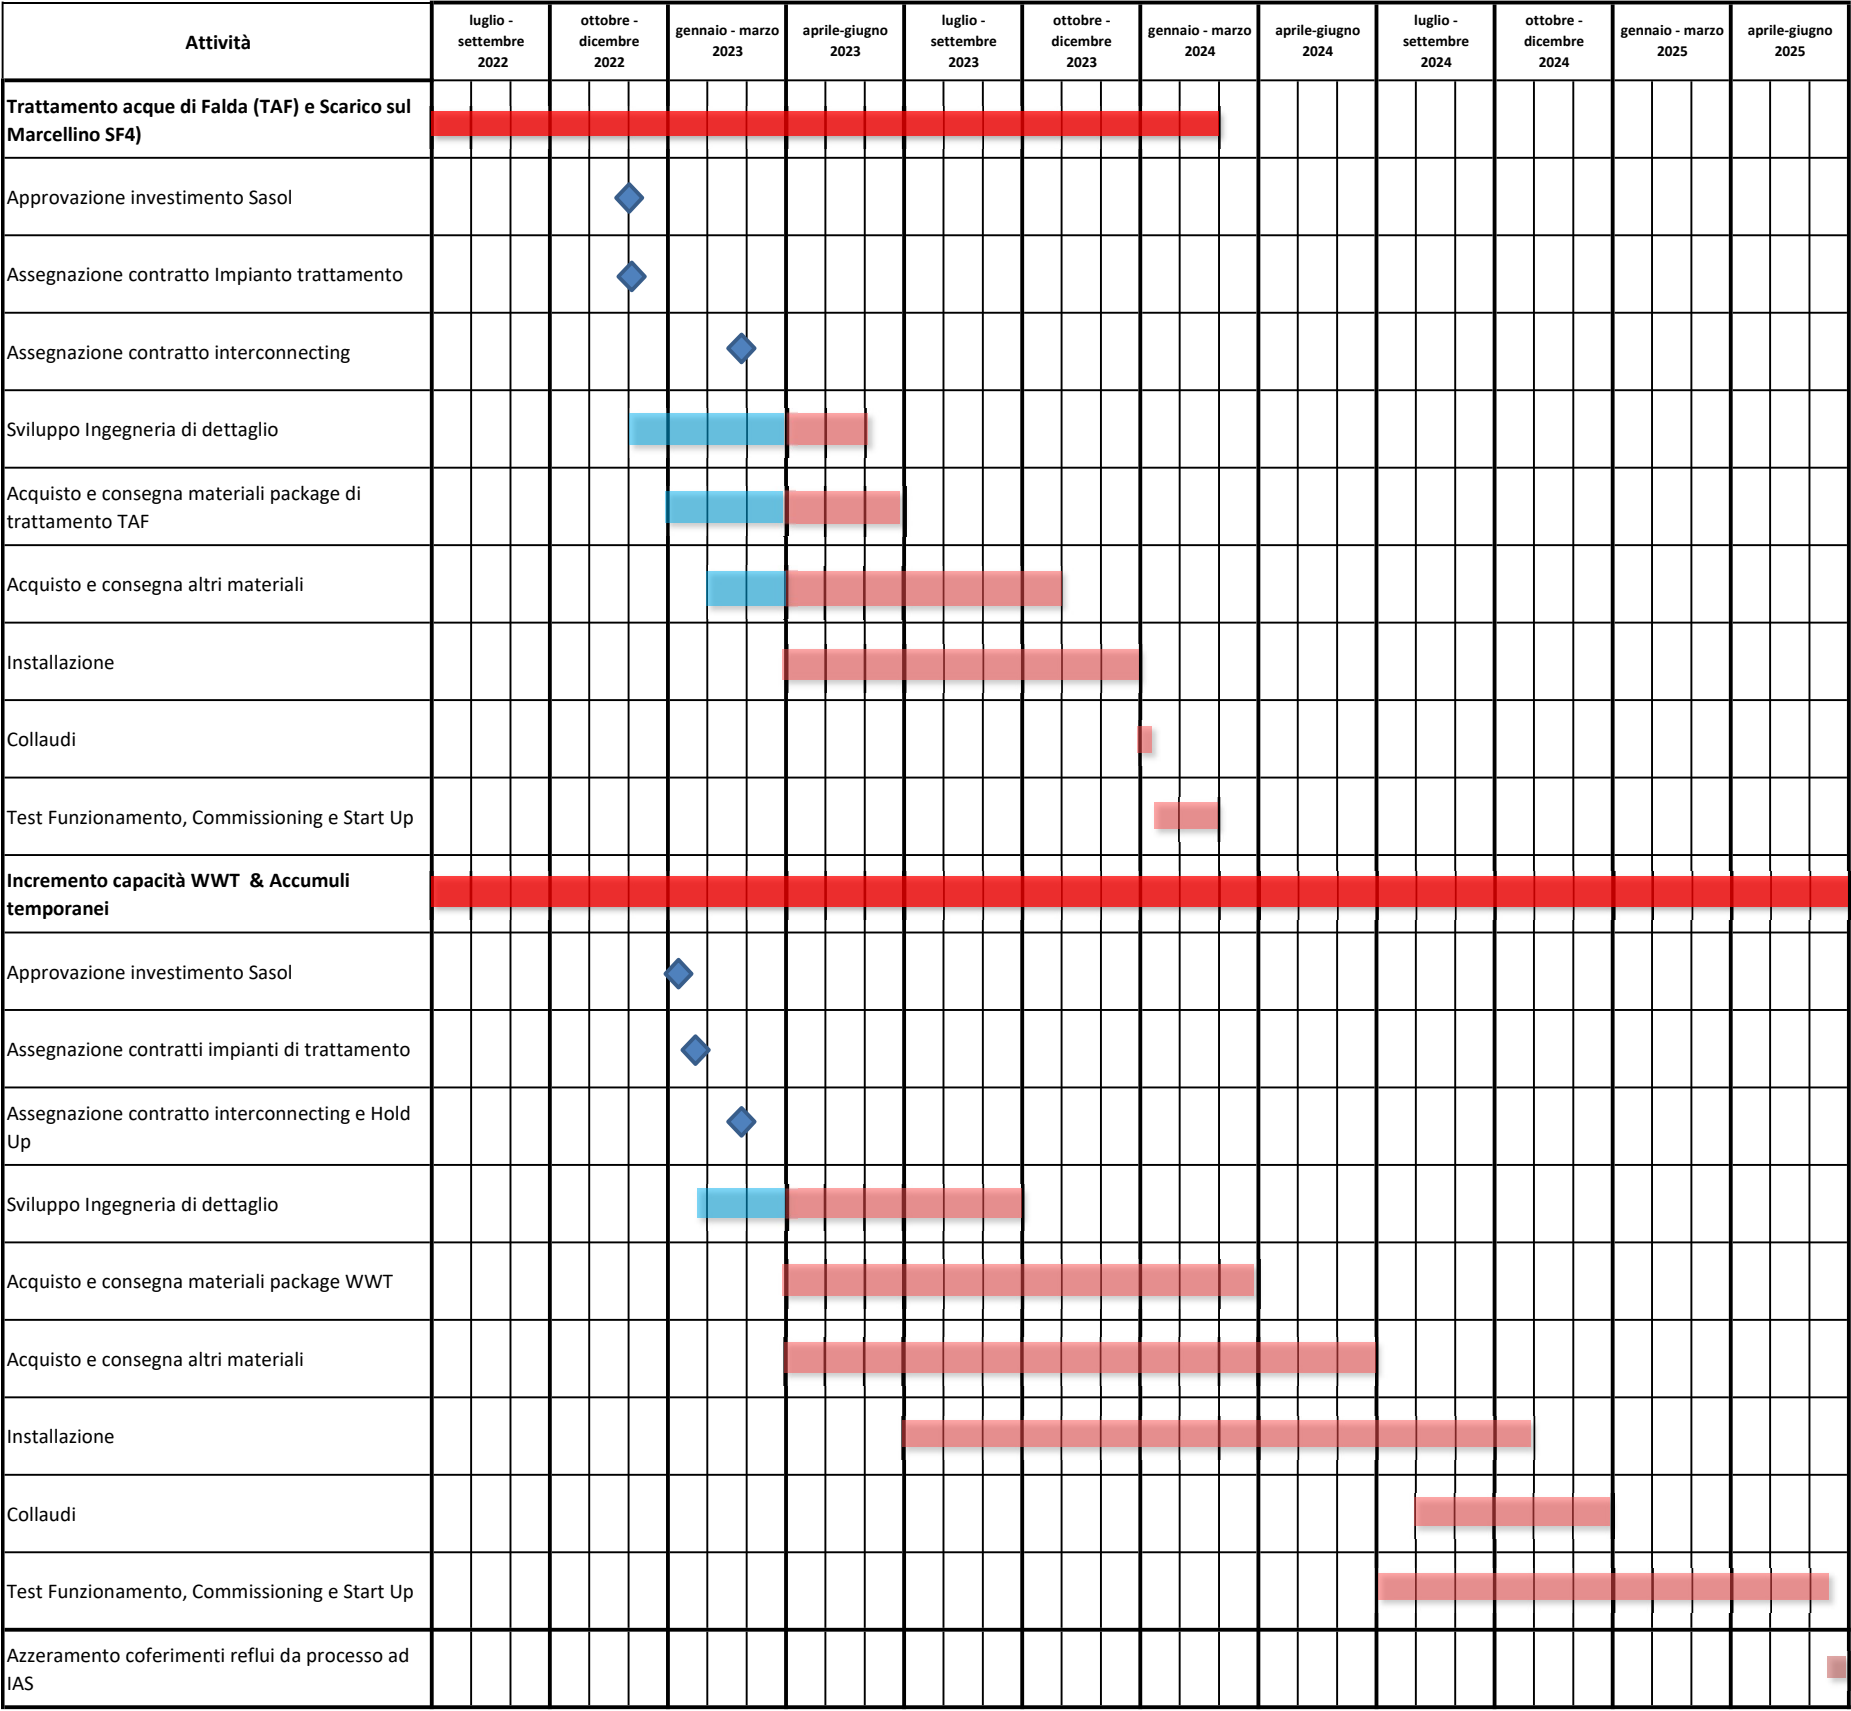 Attività
luglio -
settembre
2022
ottobre -
dicembre
2022
gennaio - marzo
2023
aprile-giugno
2023
luglio -
settembre
2023
ottobre -
dicembre
2023
gennaio - marzo
2024
aprile-giugno
2024
luglio -
settembre
2024
ottobre -
dicembre
2024
gennaio - marzo
2025
aprile-giugno
2025
Trattamento acque di Falda (TAF) e Scarico sul
Marcellino SF4)
Approvazione investimento Sasol
Assegnazione contratto Impianto trattamento
Assegnazione contratto interconnecting
Sviluppo Ingegneria di dettaglio
Acquisto e consegna materiali package di
trattamento TAF
Acquisto e consegna altri materiali
Installazione
Collaudi
Test Funzionamento, Commissioning e Start Up
Incremento capacità WWT & Accumuli
temporanei
Approvazione investimento Sasol
Assegnazione contratti impianti di trattamento
Assegnazione contratto interconnecting e Hold
Up
Sviluppo Ingegneria di dettaglio
Acquisto e consegna materiali package WWT
Acquisto e consegna altri materiali
Installazione
Collaudi
Test Funzionamento, Commissioning e Start Up
Azzeramento coferimenti reflui da processo ad
IAS